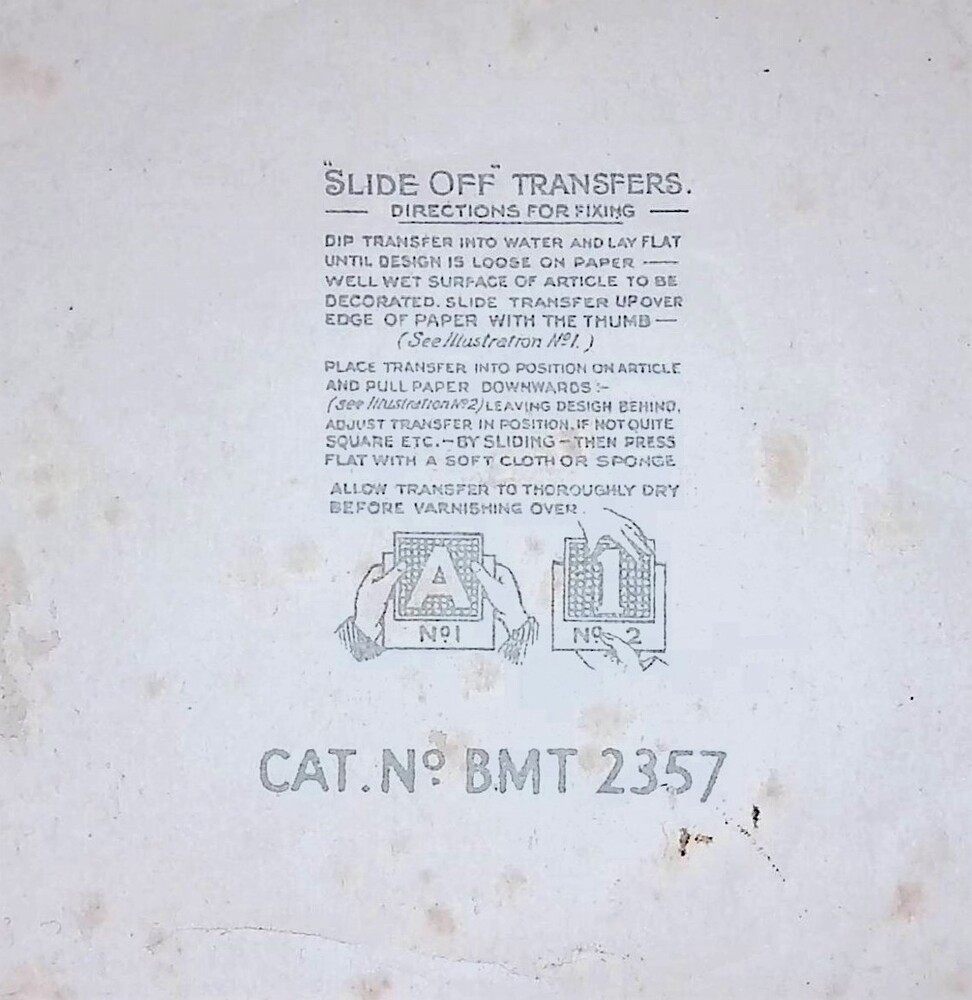 "SLIDE OFF" TRANSFERS.
— DIRECTIONS FOR FIXING —
DIP TRANSFER INTO WATER AND LAY FLAT
UNTIL DESIGN IS LOOSE ON PAPER —
WELL WET SURFACE OF ARTICLE TO BE
DECORATED. SLIDE TRANSFER UP OVER
EDGE OF PAPER WITH THE THUMB —
(See Illustration Nº1.)
PLACE TRANSFER INTO POSITION ON ARTICLE
AND PULL PAPER DOWNWARDS:-
(see Illustration Nº2) LEAVING DESIGN BEHIND,
ADJUST TRANSFER IN POSITION, IF NOT QUITE
SQUARE ETC. - BY SLIDING - THEN PRESS
FLAT WITH A SOFT CLOTH OR SPONGE
ALLOW TRANSFER TO THOROUGHLY DRY
BEFORE VARNISHING OVER.
A 1
Nº1 Nº 2
CAT. Nº BMT 2357